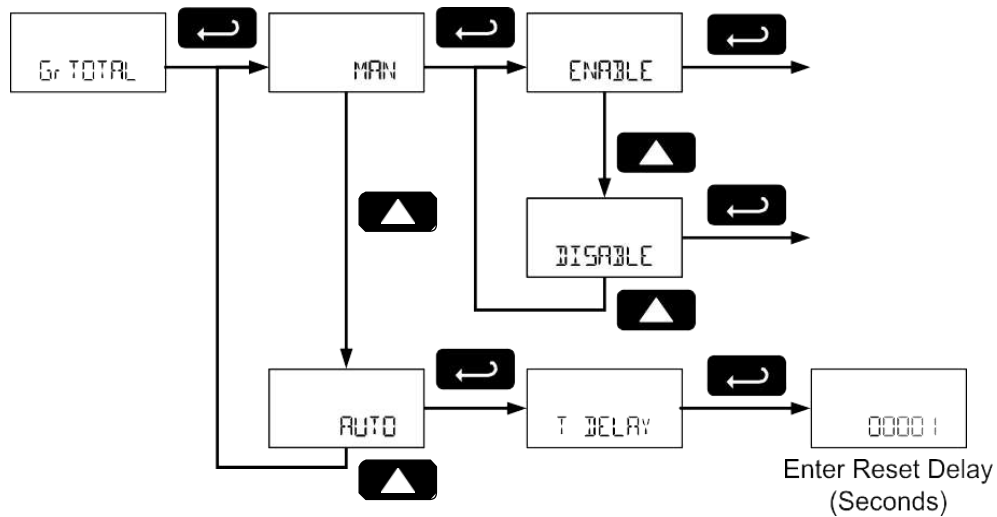 Gr TOTAL
MAN
ENABLE
DISABLE
AUTO
T DELAY
00001
Enter Reset Delay
(Seconds)